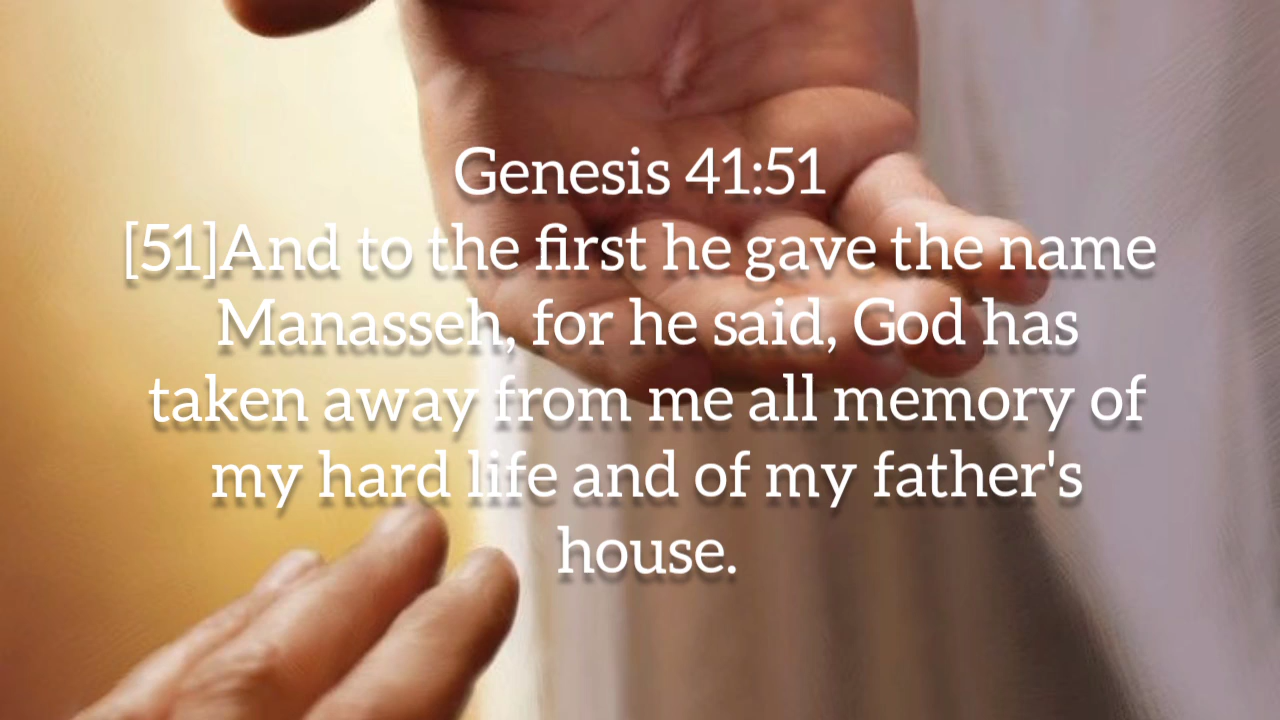 Genesis 41:51
[51]And to the first he gave the name
Manasseh, for he said, God has
taken away from me all memory of
my hard life and of my father's
house.